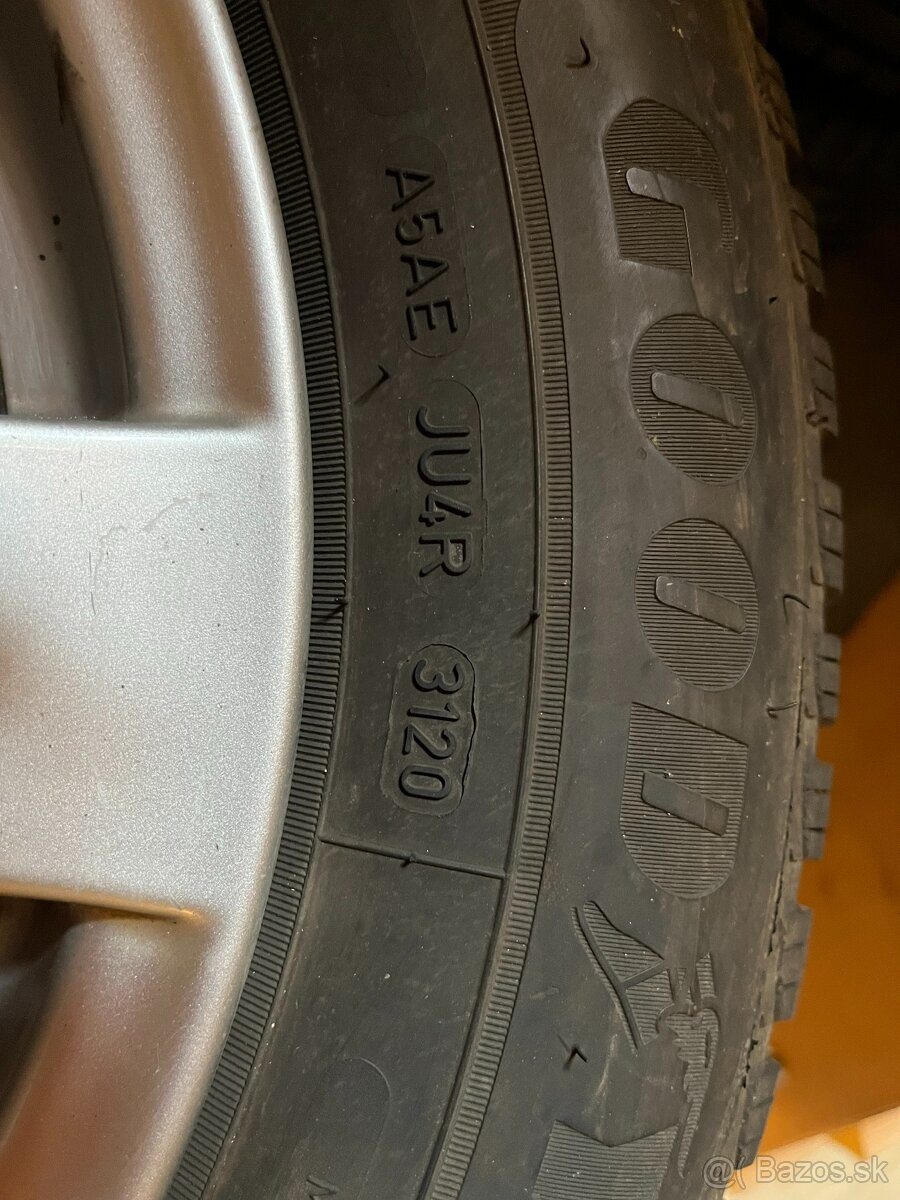 A5AE JU4R 3120
GOOD
@( Bazos.sk